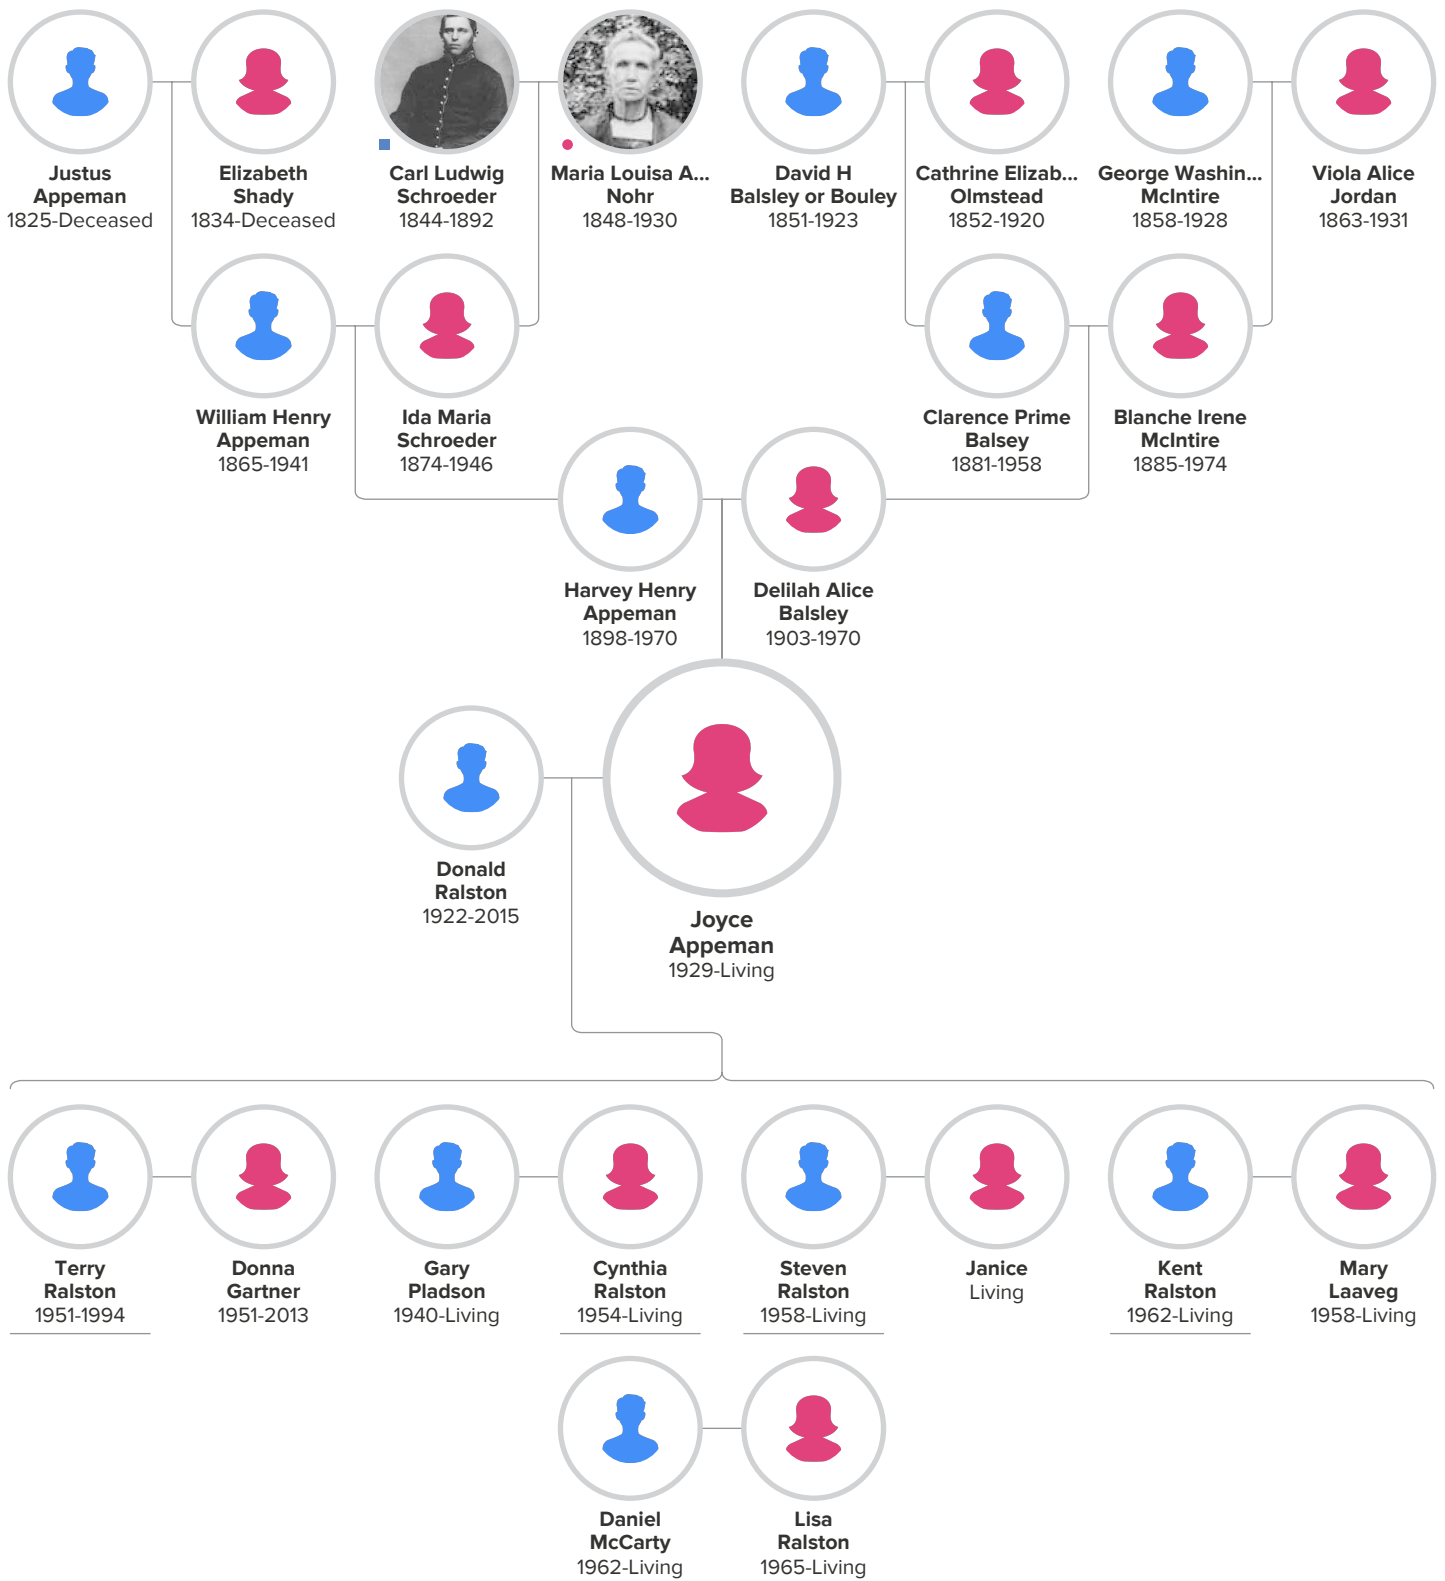 Justus
Appeman
1825-Deceased
Elizabeth
Shady
1834-Deceased
Carl Ludwig
Schroeder
1844-1892
Maria Louisa A...
Nohr
1848-1930
David H
Balsley or Bouley
1851-1923
Cathrine Elizab...
Olmstead
1852-1920
George Washin...
McIntire
1858-1928
Viola Alice
Jordan
1863-1931
William Henry
Appeman
1865-1941
Ida Maria
Schroeder
1874-1946
Clarence Prime
Balsey
1881-1958
Blanche Irene
McIntire
1885-1974
Harvey Henry
Appeman
1898-1970
Delilah Alice
Balsley
1903-1970
Donald
Ralston
1922-2015
Joyce
Appeman
1929-Living
Terry
Ralston
1951-1994
Donna
Gartner
1951-2013
Gary
Pladson
1940-Living
Cynthia
Ralston
1954-Living
Steven
Ralston
1958-Living
Janice
Living
Kent
Ralston
1962-Living
Mary
Laaveg
1958-Living
Daniel
McCarty
1962-Living
Lisa
Ralston
1965-Living